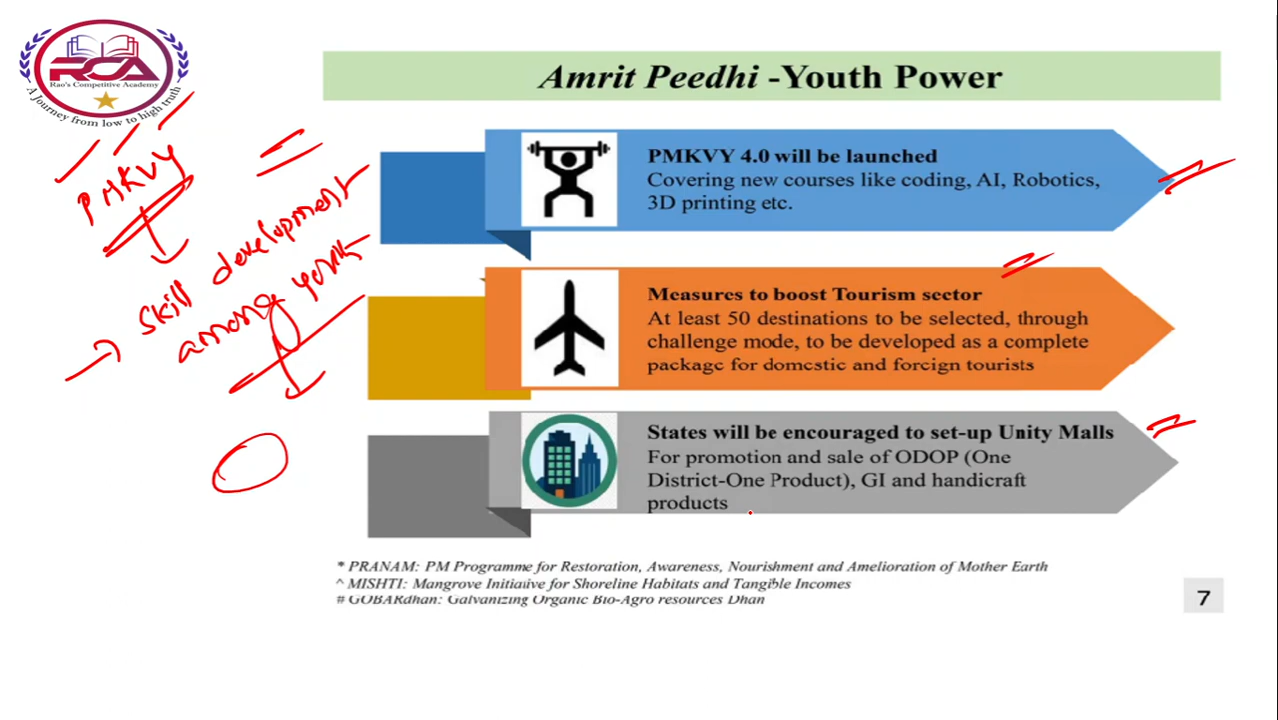 RCA
Rao's Competitive Academy
A Journey from low to high truth
Amrit Peedhi -Youth Power
PMKVY
Skill development
among youth
PMKVY 4.0 will be launched
Covering new courses like coding, AI, Robotics,
3D printing etc.
Measures to boost Tourism sector
At least 50 destinations to be selected, through
challenge mode, to be developed as a complete
package for domestic and foreign tourists
States will be encouraged to set-up Unity Malls
For promotion and sale of ODOP (One
District-One Product), GI and handicraft
products
* PRANAM: PM Programme for Restoration, Awareness, Nourishment and Amelioration of Mother Earth
^ MISHTI: Mangrove Initiative for Shoreline Habitats and Tangible Incomes
# GOBARdhan: Galvanizing Organic Bio-Agro resources Dhan
7